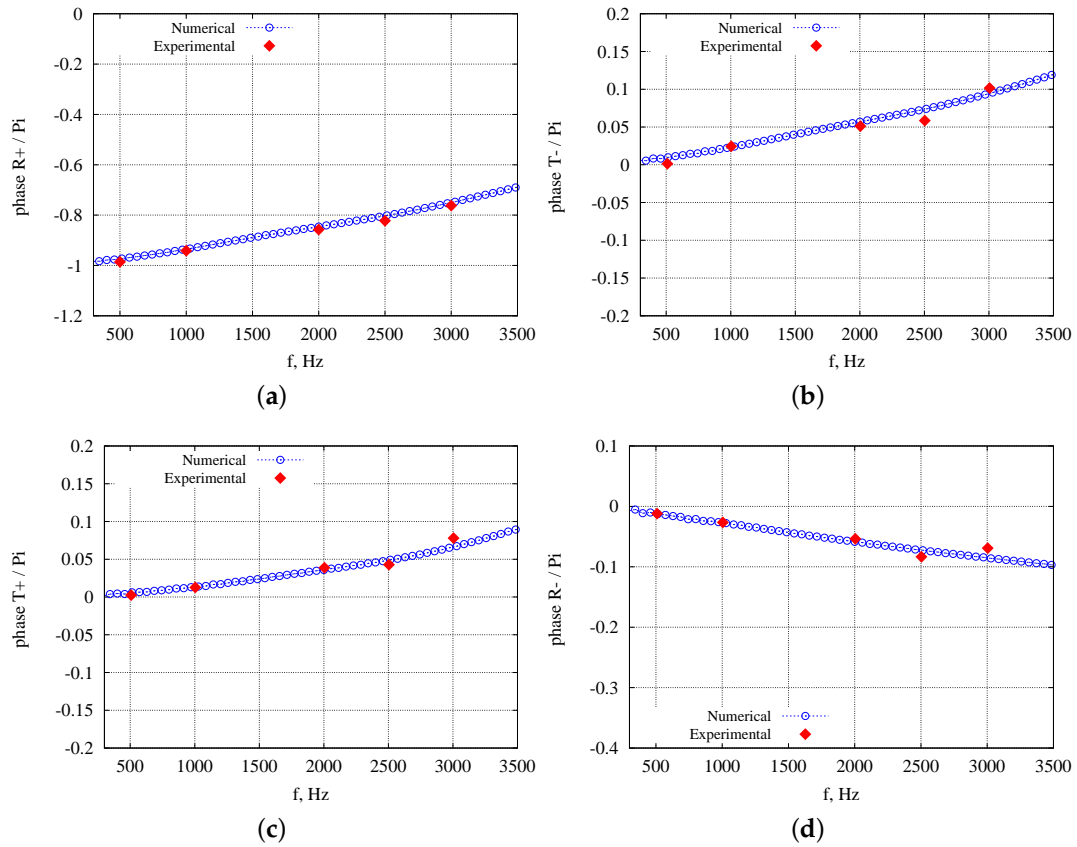 0
-0.2
-0.4
-0.6
-0.8
-1
-1.2
phase R+ / Pi
Numerical
Experimental
500 1000 1500 2000 2500 3000 3500
f, Hz
(a)
0.2
0.15
0.1
0.05
0
-0.05
-0.1
-0.15
-0.2
phase T- / Pi
Numerical
Experimental
500 1000 1500 2000 2500 3000 3500
f, Hz
(b)
0.2
0.15
0.1
0.05
0
-0.05
-0.1
-0.15
-0.2
phase T+ / Pi
Numerical
Experimental
500 1000 1500 2000 2500 3000 3500
f, Hz
(c)
0.1
0
-0.1
-0.2
-0.3
-0.4
phase R- / Pi
Numerical
Experimental
500 1000 1500 2000 2500 3000 3500
f, Hz
(d)